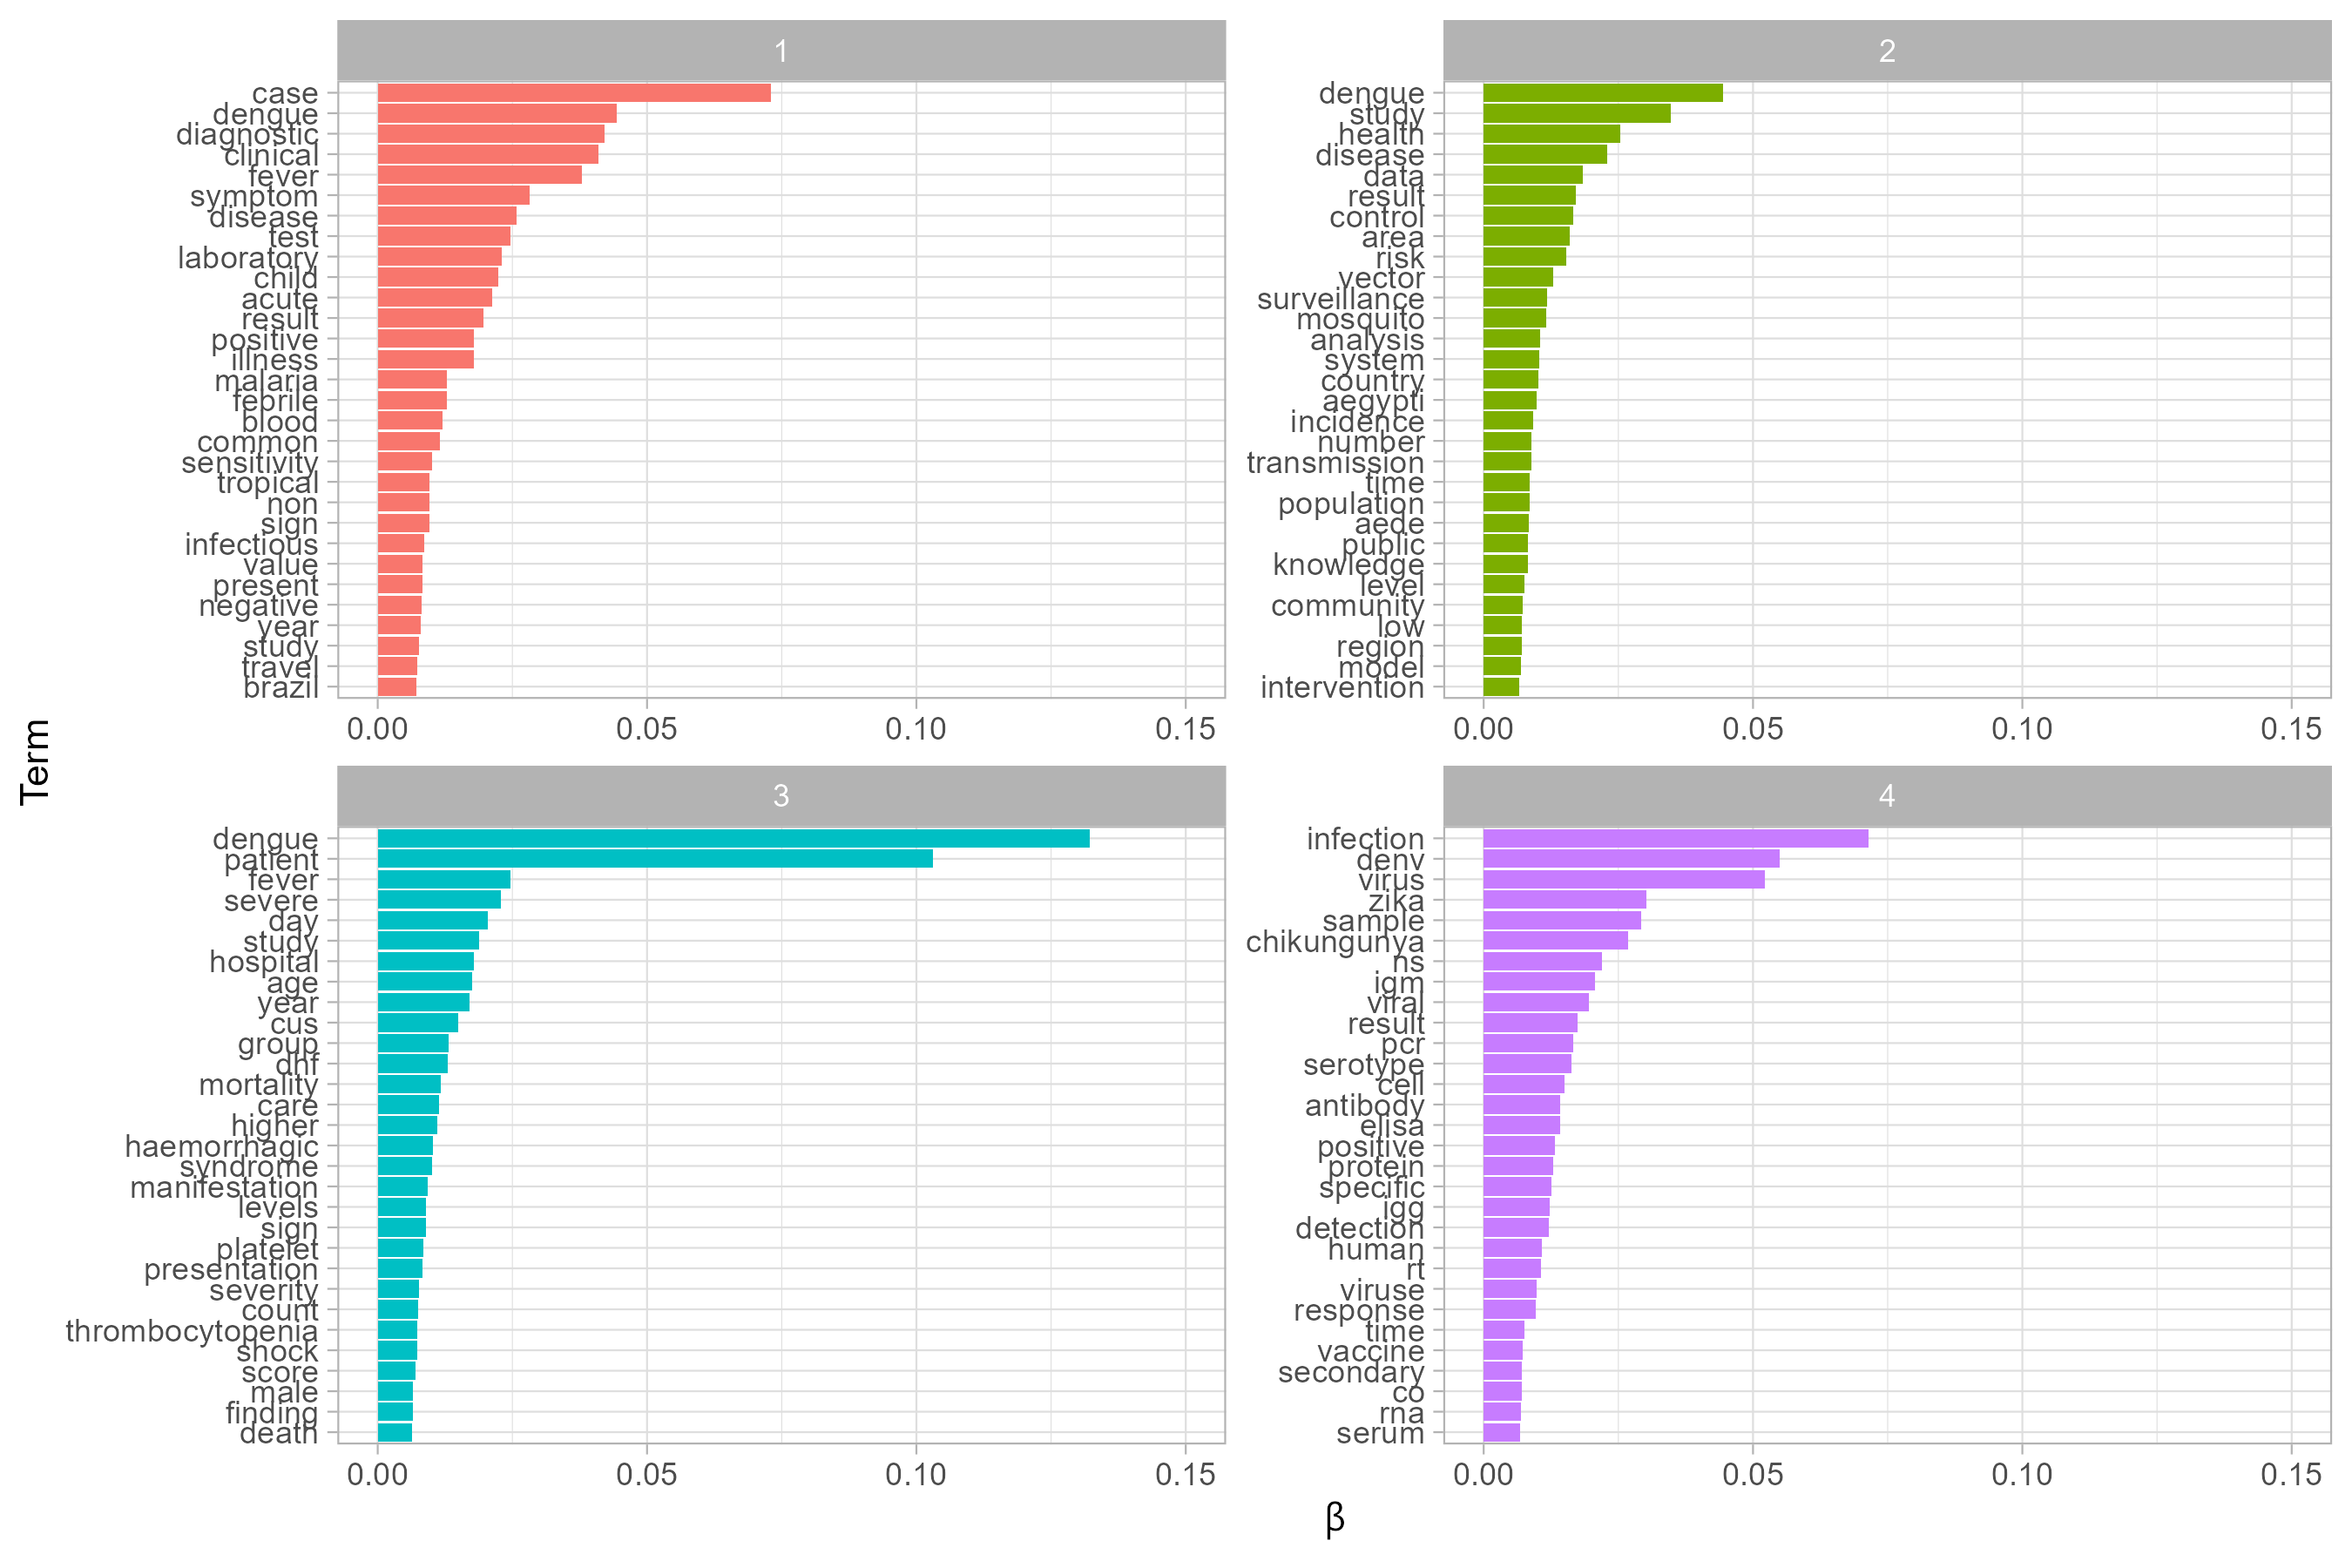 1
case
dengue
diagnostic
clinical
fever
symptom
disease
test
laboratory
child
acute
result
positive
illness
malaria
febrile
blood
common
sensitivity
tropical
non
sign
infectious
value
present
negative
year
study
travel
brazil
0.00 0.05 0.10 0.15
2
dengue
study
health
disease
data
result
control
area
risk
vector
surveillance
mosquito
analysis
system
country
aegypti
incidence
number
transmission
time
population
aede
public
knowledge
level
community
low
region
model
intervention
0.00 0.05 0.10 0.15
Term
3
dengue
patient
fever
severe
day
study
hospital
age
year
cus
group
dhf
mortality
care
higher
haemorrhagic
syndrome
manifestation
levels
sign
platelet
presentation
severity
count
thrombocytopenia
shock
score
male
finding
death
0.00 0.05 0.10 0.15
4
infection
denv
virus
zika
sample
chikungunya
ns
igm
viral
result
pcr
serotype
cell
antibody
elisa
positive
protein
specific
igg
detection
human
rt
viruse
response
time
vaccine
secondary
co
rna
serum
0.00 0.05 0.10 0.15
β